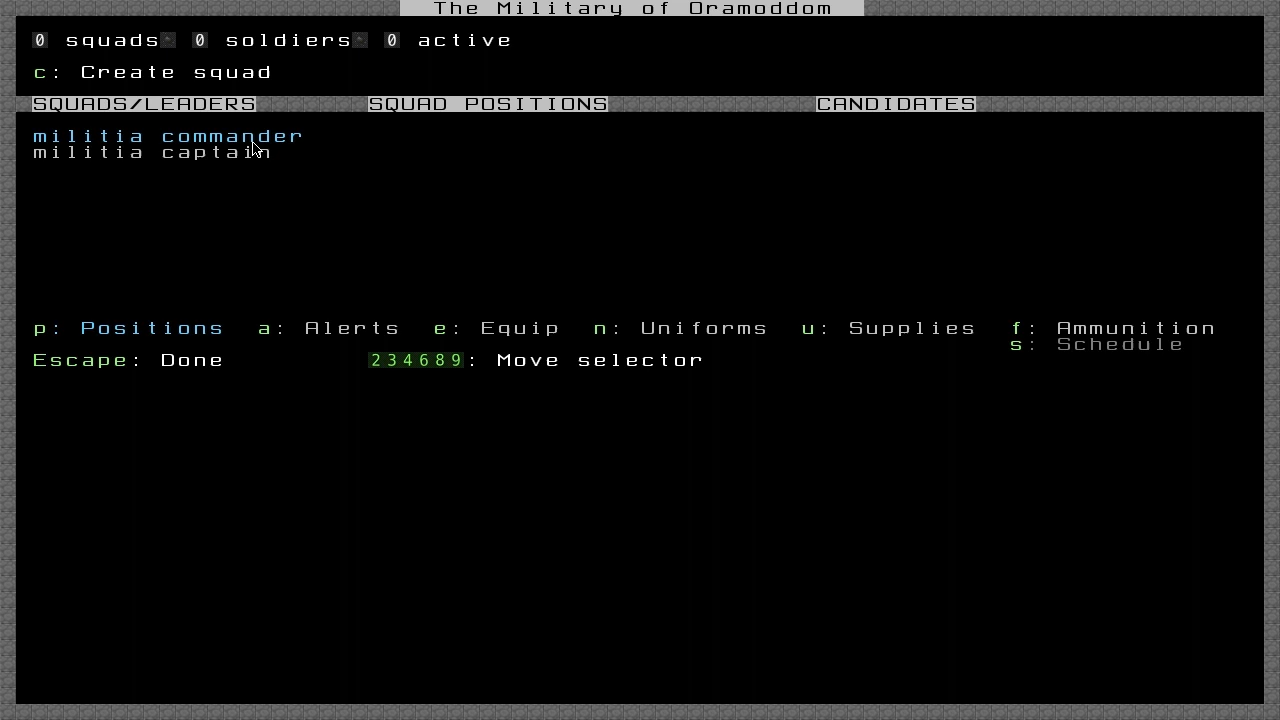 The Military of Oramoddom
0 squads 0 soldiers 0 active
c: Create squad
SQUADS/LEADERS SQUAD POSITIONS CANDIDATES
militia commander
militia captain
p: Positions a: Alerts e: Equip n: Uniforms u: Supplies f: Ammunition
s: Schedule
Escape: Done 234689: Move selector